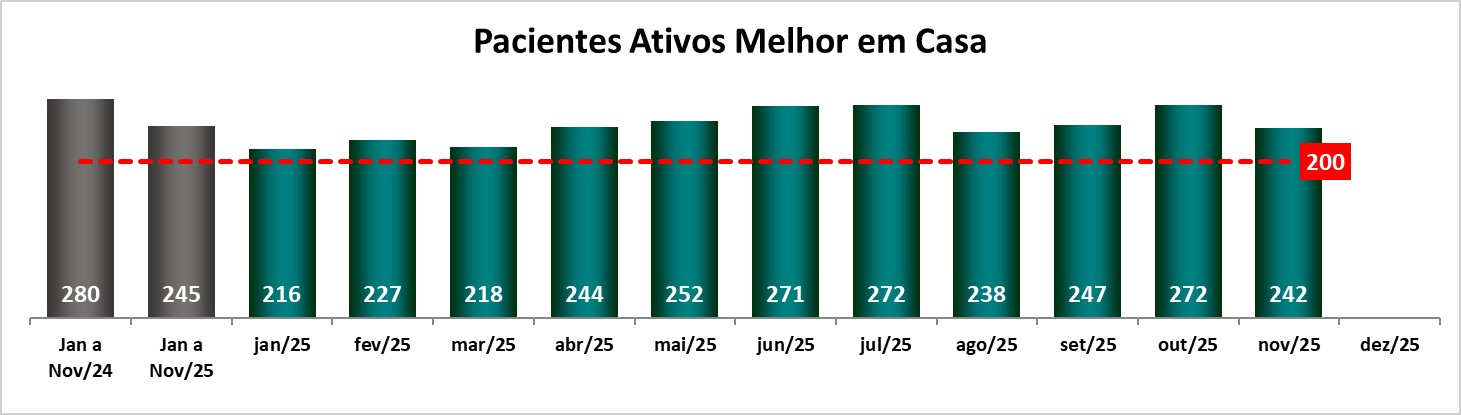 Pacientes Ativos Melhor em Casa
200
280 245 216 227 218 244 252 271 272 238 247 272 242
Jan a Jan a jan/25 fev/25 mar/25 abr/25 mai/25 jun/25 jul/25 ago/25 set/25 out/25 nov/25 dez/25
Nov/24 Nov/25